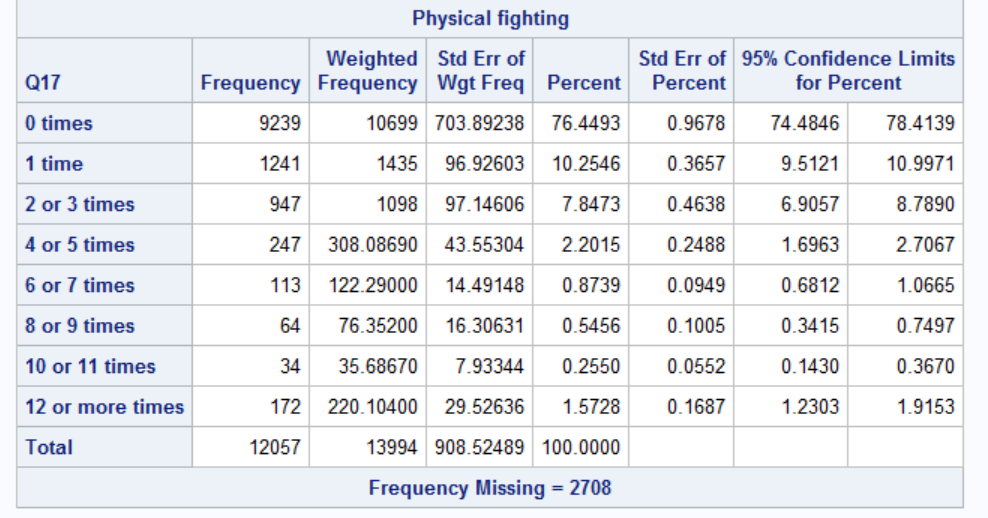 Physical fighting
Q17 Frequency Weighted Frequency Std Err of Wgt Freq Percent Std Err of Percent 95% Confidence Limits for Percent
0 times 9239 10699 703.89238 76.4493 0.9678 74.4846 78.4139
1 time 1241 1435 96.92603 10.2546 0.3657 9.5121 10.9971
2 or 3 times 947 1098 97.14606 7.8473 0.4638 6.9057 8.7890
4 or 5 times 247 308.08690 43.55304 2.2015 0.2488 1.6963 2.7067
6 or 7 times 113 122.29000 14.49148 0.8739 0.0949 0.6812 1.0665
8 or 9 times 64 76.35200 16.30631 0.5456 0.1005 0.3415 0.7497
10 or 11 times 34 35.68670 7.93344 0.2550 0.0552 0.1430 0.3670
12 or more times 172 220.10400 29.52636 1.5728 0.1687 1.2303 1.9153
Total 12057 13994 908.52489 100.0000
Frequency Missing = 2708